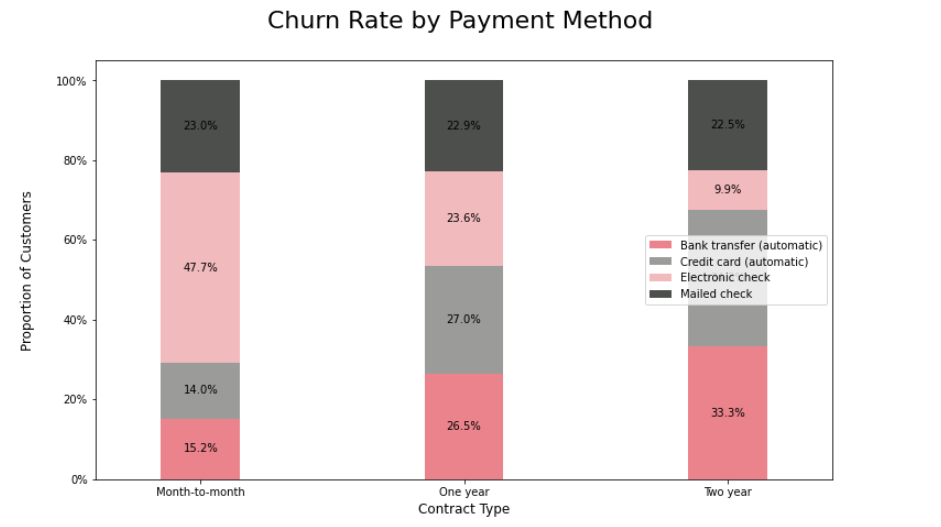 Churn Rate by Payment Method
100%
80%
60%
40%
20%
0%
Proportion of Customers
23.0%
47.7%
14.0%
15.2%
22.9%
23.6%
27.0%
26.5%
22.5%
9.9%
33.3%
Bank transfer (automatic)
Credit card (automatic)
Electronic check
Mailed check
Month-to-month
One year
Two year
Contract Type